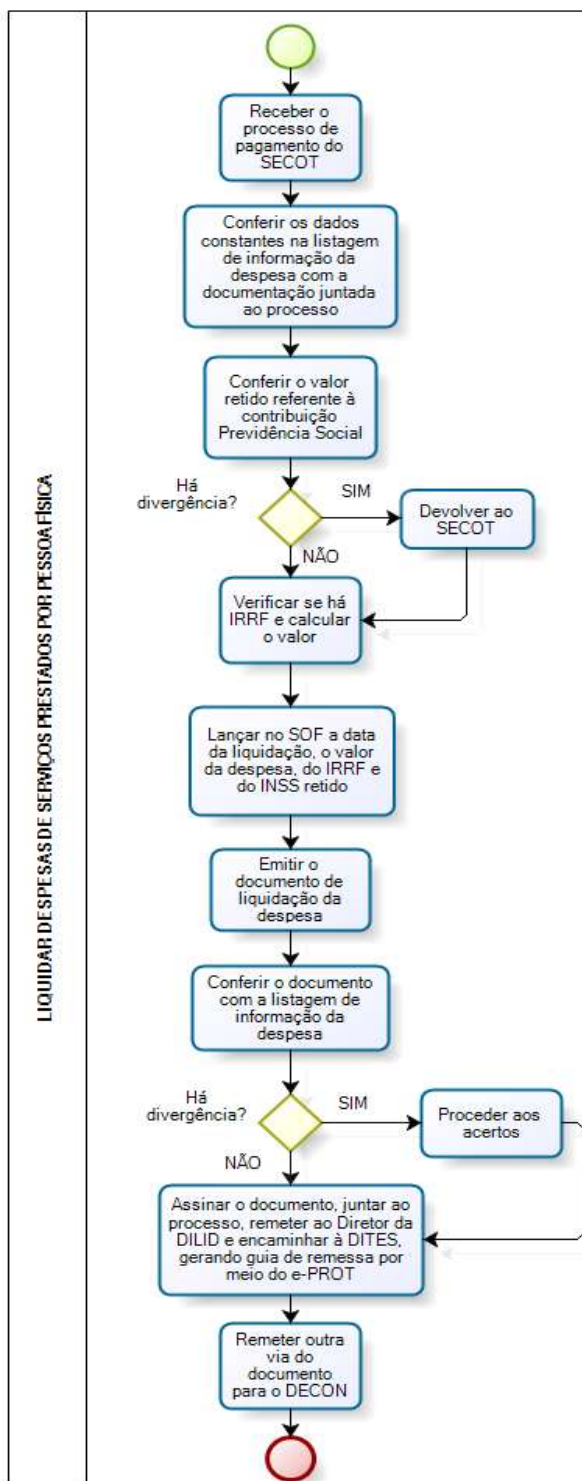 LIQUIDAR DESPESAS DE SERVIÇOS PRESTADOS POR PESSOA FÍSICA
Receber o
processo de
pagamento do
SECOT
Conferir os dados
constantes na listagem
de informação da
despesa com a
documentação juntada
ao processo
Conferir o valor
retido referente à
contribuição
Previdência Social
Há
divergência?
SIM
Devolver ao
SECOT
NÃO
Verificar se há
IRRF e calcular
o valor
Lançar no SOF a data
da liquidação, o valor
da despesa, do IRRF e
do INSS retido
Emitir o
documento de
liquidação da
despesa
Conferir o documento
com a listagem de
informação da
despesa
Há
divergência?
SIM
Proceder aos
acertos
NÃO
Assinar o documento, juntar ao
processo, remeter ao Diretor da
DILID e encaminhar à DITES,
gerando guia de remessa por
meio do e-PROT
Remeter outra
via do
documento
para o DECON